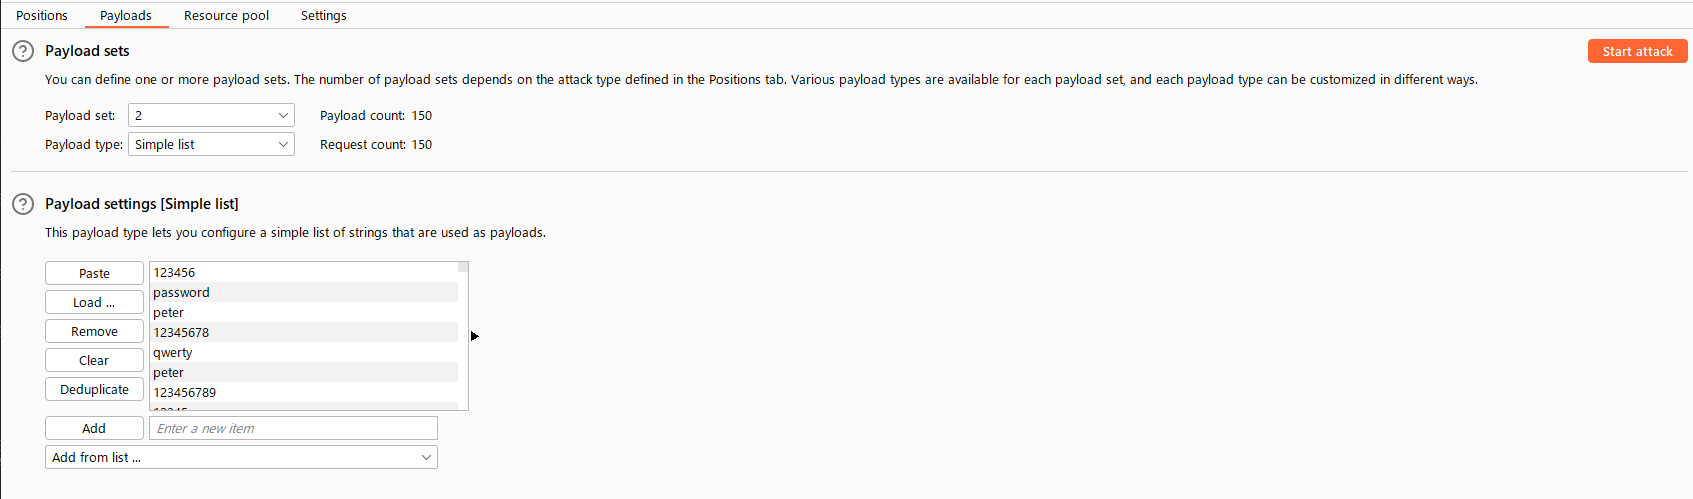 Positions Payloads Resource pool Settings
Payload sets
Start attack
You can define one or more payload sets. The number of payload sets depends on the attack type defined in the Positions tab. Various payload types are available for each payload set, and each payload type can be customized in different ways.
Payload set: 2 Payload count: 150
Payload type: Simple list Request count: 150
Payload settings [Simple list]
This payload type lets you configure a simple list of strings that are used as payloads.
Paste
Load ...
Remove
Clear
Deduplicate
123456
password
peter
12345678
qwerty
peter
123456789
12345
Add Enter a new item
Add from list ...